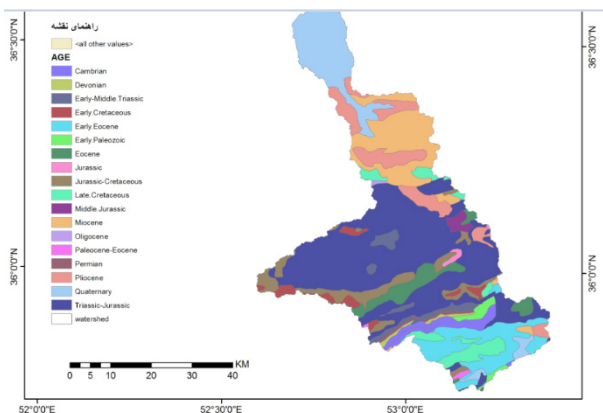 راهنمای نقشه
<all other values>
AGE
Cambrian
Devonian
Early-Middle.Triassic
Early.Cretaceous
Early.Eocene
Early.Paleozoic
Eocene
Jurassic
Jurassic-Cretaceous
Late.Cretaceous
Middle.Jurassic
Miocene
Oligocene
Paleocene-Eocene
Permian
Pliocene
Quaternary
Triassic-Jurassic
watershed
KM
0 5 10 20 30 40
36°30'0"N
36°0'0"N
36°30'0"N
36°0'0"N
52°0'0"E
52°30'0"E
53°0'0"E